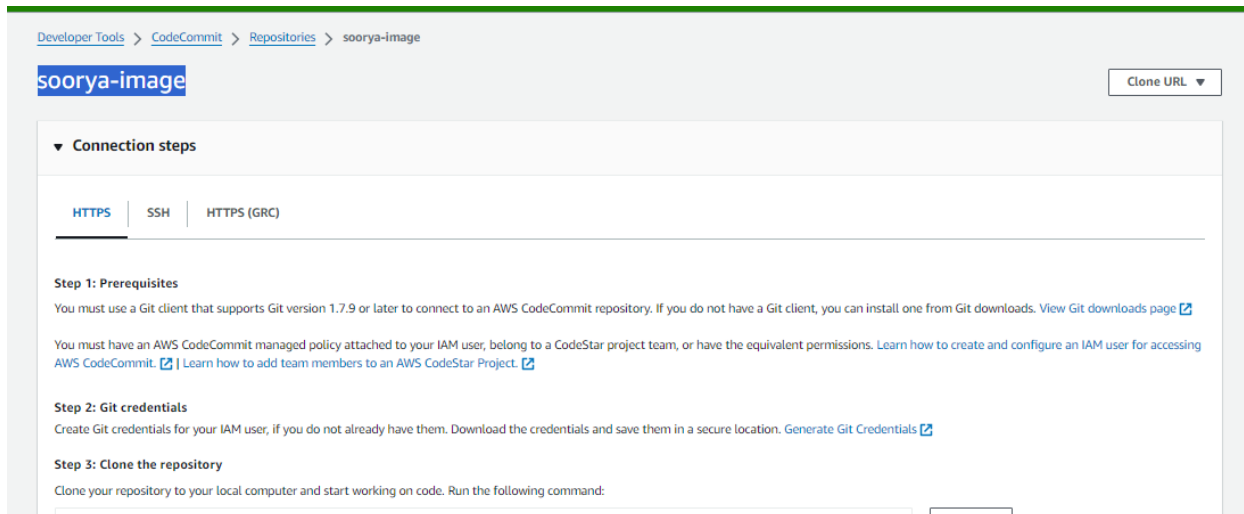 Developer Tools > CodeCommit > Repositories > soorya-image
soorya-image
Clone URL ▼
▼ Connection steps
HTTPS SSH HTTPS (GRC)
Step 1: Prerequisites
You must use a Git client that supports Git version 1.7.9 or later to connect to an AWS CodeCommit repository. If you do not have a Git client, you can install one from Git downloads. View Git downloads page
You must have an AWS CodeCommit managed policy attached to your IAM user, belong to a CodeStar project team, or have the equivalent permissions. Learn how to create and configure an IAM user for accessing
AWS CodeCommit. | Learn how to add team members to an AWS CodeStar Project.
Step 2: Git credentials
Create Git credentials for your IAM user, if you do not already have them. Download the credentials and save them in a secure location. Generate Git Credentials
Step 3: Clone the repository
Clone your repository to your local computer and start working on code. Run the following command: